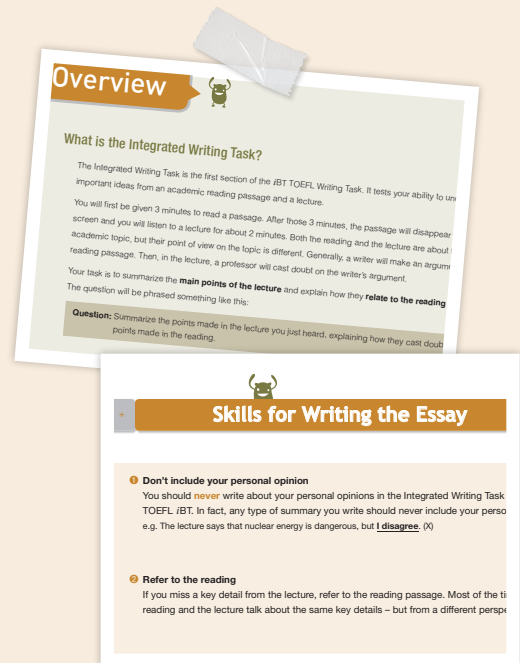 Overview
What is the Integrated Writing Task?
The Integrated Writing Task is the first section of the iBT TOEFL Writing Task. It tests your ability to
important ideas from an academic reading passage and a lecture.
You will first be given 3 minutes to read a passage. After those 3 minutes, the passage will disappear
screen and you will listen to a lecture for about 2 minutes. Both the reading and the lecture are about
academic topic, but their point of view on the topic is different. Generally, a writer will make an
reading passage. Then, in the lecture, a professor will cast doubt on the writer's argument.
Your task is to summarize the main points of the lecture and explain how they relate to the reading
The question will be phrased something like this:
Question: Summarize the points made in the lecture you just heard, explaining how they cast
points made in the reading.
Skills for Writing the Essay
1 Don't include your personal opinion
You should never write about your personal opinions in the Integrated Writing Task
TOEFL iBT. In fact, any type of summary you write should never include your
e.g. The lecture says that nuclear energy is dangerous, but I disagree. (X)
2 Refer to the reading
If you miss a key detail from the lecture, refer to the reading passage. Most of the
reading and the lecture talk about the same key details – but from a different